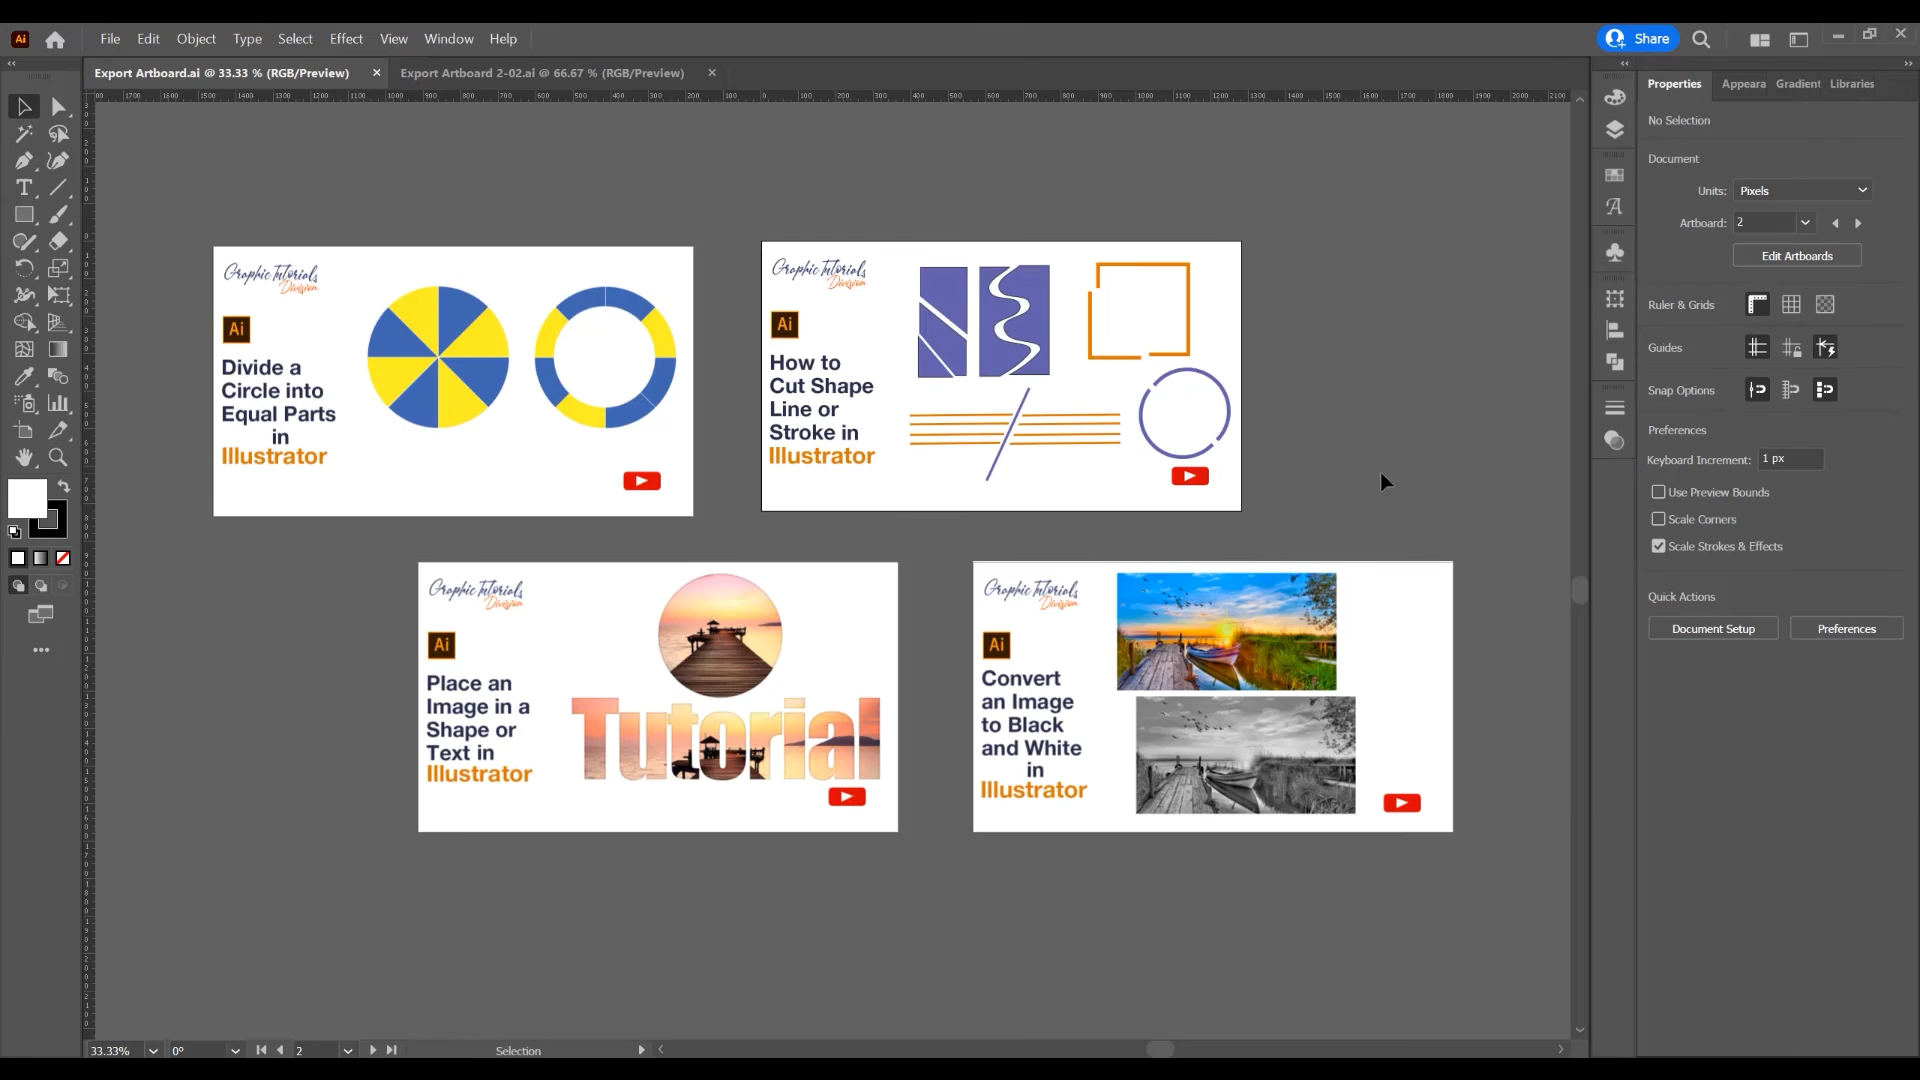 Ai
File Edit Object Type Select Effect View Window Help
Share
Export Artboard.ai @ 33.33 % (RGB/Preview) ×
Export Artboard 2-02.ai @ 66.67 % (RGB/Preview) ×
Properties Appeara Gradient Libraries
No Selection
Document
Units: Pixels
Artboard: 2
Edit Artboards
Ruler & Grids
Guides
Snap Options
Preferences
Keyboard Increment: 1 px
Use Preview Bounds
Scale Corners
Scale Strokes & Effects
Quick Actions
Document Setup Preferences
Graphic Tutorials
Division
Ai
Divide a
Circle into
Equal Parts
in
Illustrator
Graphic Tutorials
Division
Ai
How to
Cut Shape
Line or
Stroke in
Illustrator
Graphic Tutorials
Division
Ai
Place an
Image in a
Shape or
Text in
Illustrator
Tutorial
Graphic Tutorials
Division
Ai
Convert
an Image
to Black
and White
in
Illustrator
33.33% 0° 2 Selection